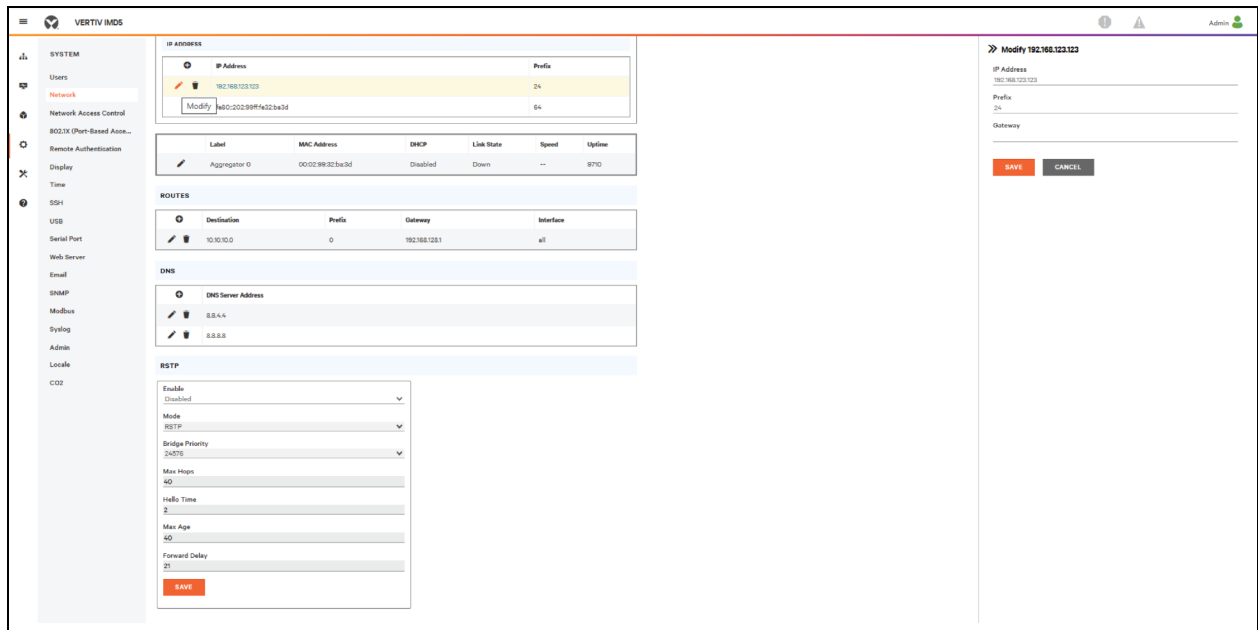 VERTIV IMD5
Admin
SYSTEM
Users
Network
Network Access Control
802.1X (Port-Based Acce...
Remote Authentication
Display
Time
SSH
USB
Serial Port
Web Server
Email
SNMP
Modbus
Syslog
Admin
Locale
CO2
IP ADDRESS
IP Address Prefix
192.168.123.123 24
Modify fe80::202:99ff:fe32:ba3d 64
Label MAC Address DHCP Link State Speed Uptime
Aggregator 0 00:02:99:32:ba:3d Disabled Down -- 9710
ROUTES
Destination Prefix Gateway Interface
10.10.10.0 0 192.168.128.1 all
DNS
DNS Server Address
8.8.4.4
8.8.8.8
RSTP
Enable
Disabled
Mode
RSTP
Bridge Priority
24576
Max Hops
40
Hello Time
2
Max Age
40
Forward Delay
21
SAVE
Modify 192.168.123.123
IP Address
192.168.123.123
Prefix
24
Gateway
SAVE CANCEL